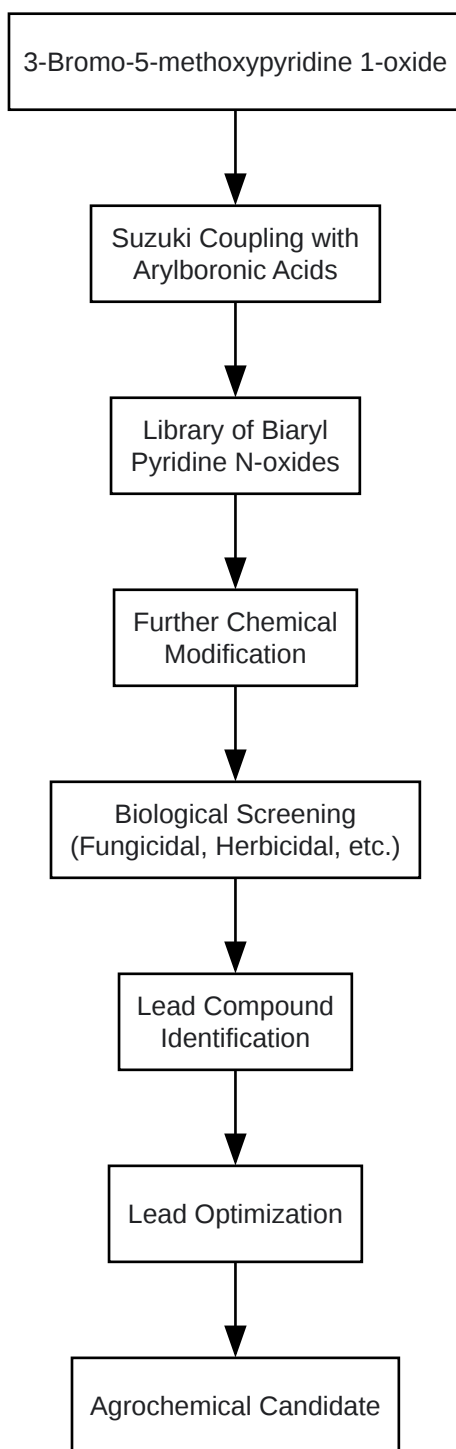 3-Bromo-5-methoxypyridine 1-oxide
Suzuki Coupling with
Arylboronic Acids
Library of Biaryl
Pyridine N-oxides
Further Chemical
Modification
Biological Screening
(Fungicidal, Herbicidal, etc.)
Lead Compound
Identification
Lead Optimization
Agrochemical Candidate